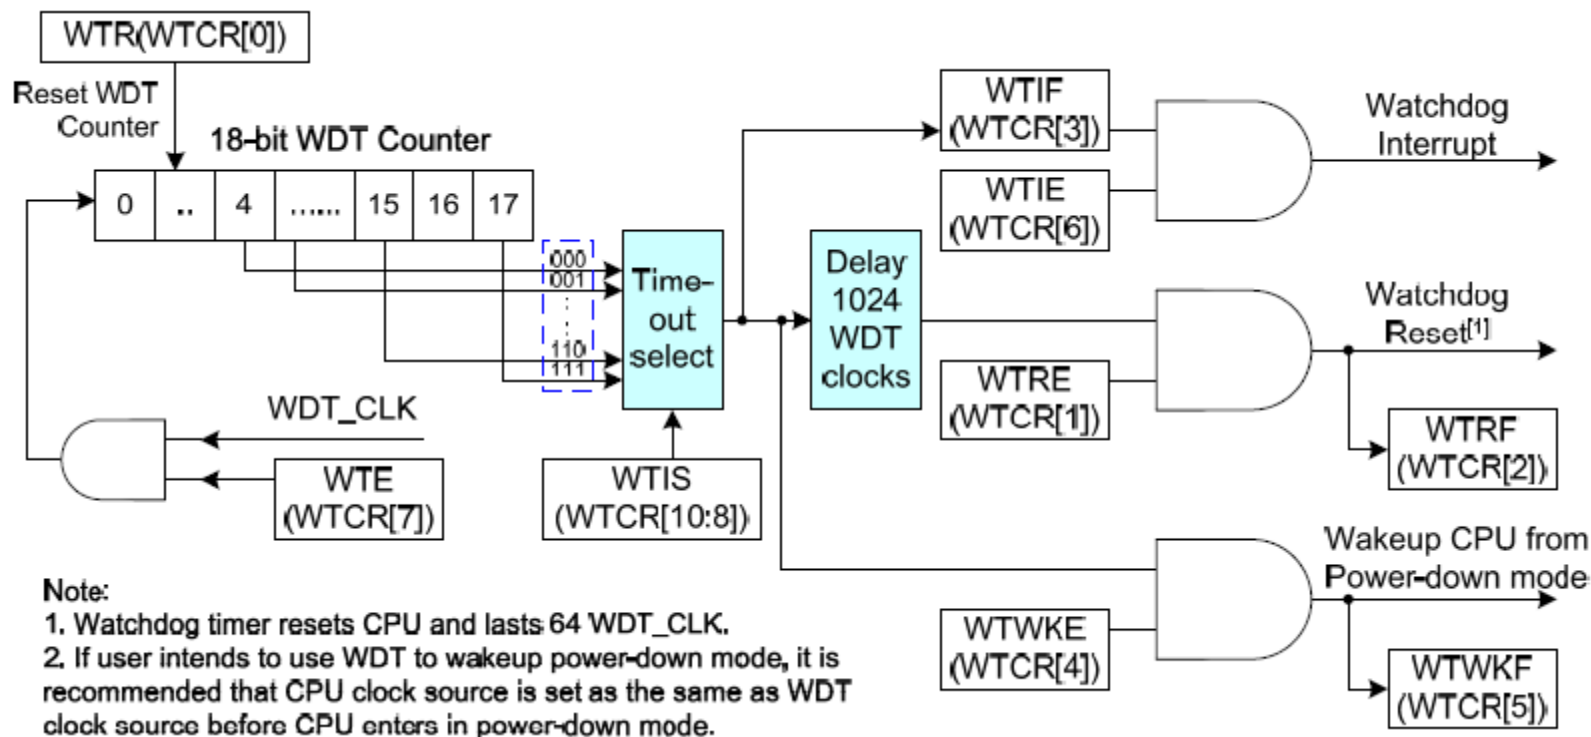 WTR(WTCR[0])
Reset WDT
Counter
18-bit WDT Counter
0 .. 4 ....... 15 16 17
000
001
110
111
Time-
out
select
Delay
1024
WDT
clocks
WTIF
(WTCR[3])
WTIE
(WTCR[6])
Watchdog
Interrupt
WTRE
(WTCR[1])
Watchdog
Reset[1]
WTRF
(WTCR[2])
WDT_CLK
WTE
(WTCR[7])
WTIS
(WTCR[10:8])
WTWKE
(WTCR[4])
Wakeup CPU from
Power-down mode
WTWKF
(WTCR[5])
Note:
1. Watchdog timer resets CPU and lasts 64 WDT_CLK.
2. If user intends to use WDT to wakeup power-down mode, it is
recommended that CPU clock source is set as the same as WDT
clock source before CPU enters in power-down mode.